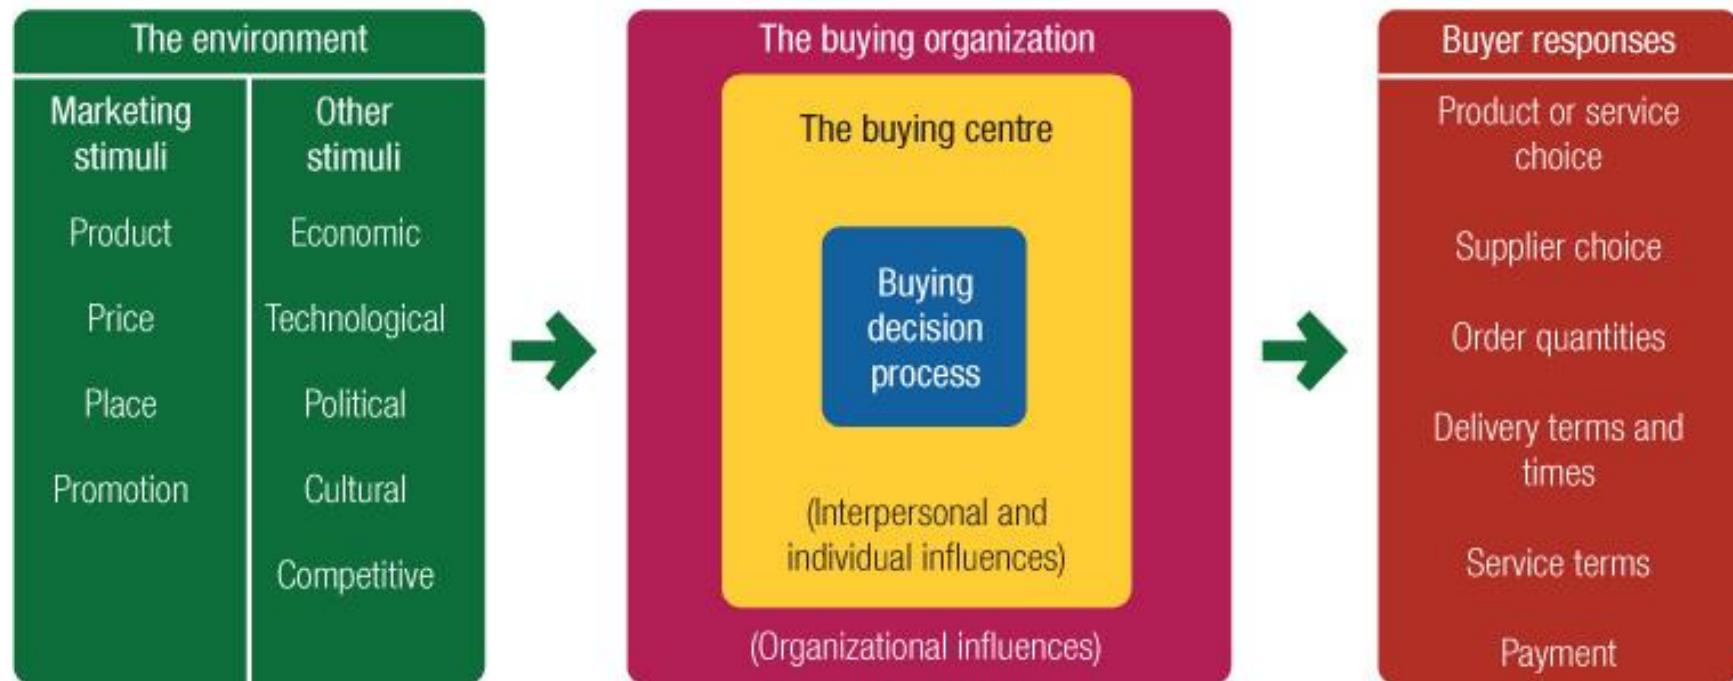 The environment
Marketing
stimuli
Product
Price
Place
Promotion
Other
stimuli
Economic
Technological
Political
Cultural
Competitive
The buying organization
The buying centre
Buying
decision
process
(Interpersonal and
individual influences)
(Organizational influences)
Buyer responses
Product or service
choice
Supplier choice
Order quantities
Delivery terms and
times
Service terms
Payment